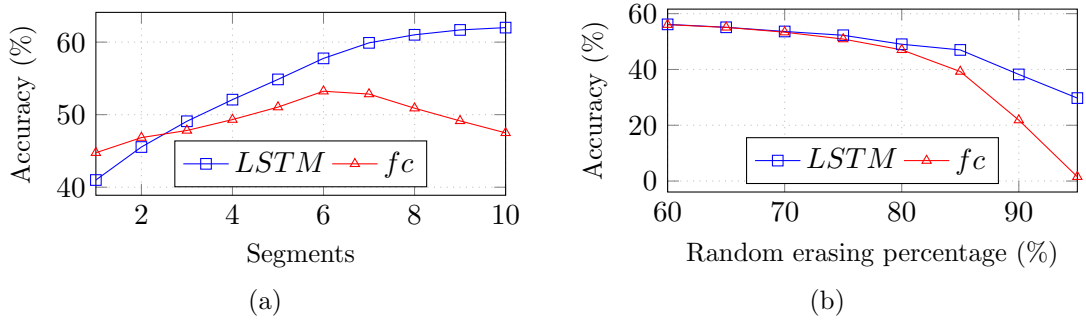 Accuracy (%)
60
50
40
LSTM
fc
2
4
6
8
10
Segments
(a)
Accuracy (%)
60
40
20
0
LSTM
fc
60
70
80
90
Random erasing percentage (%)
(b)